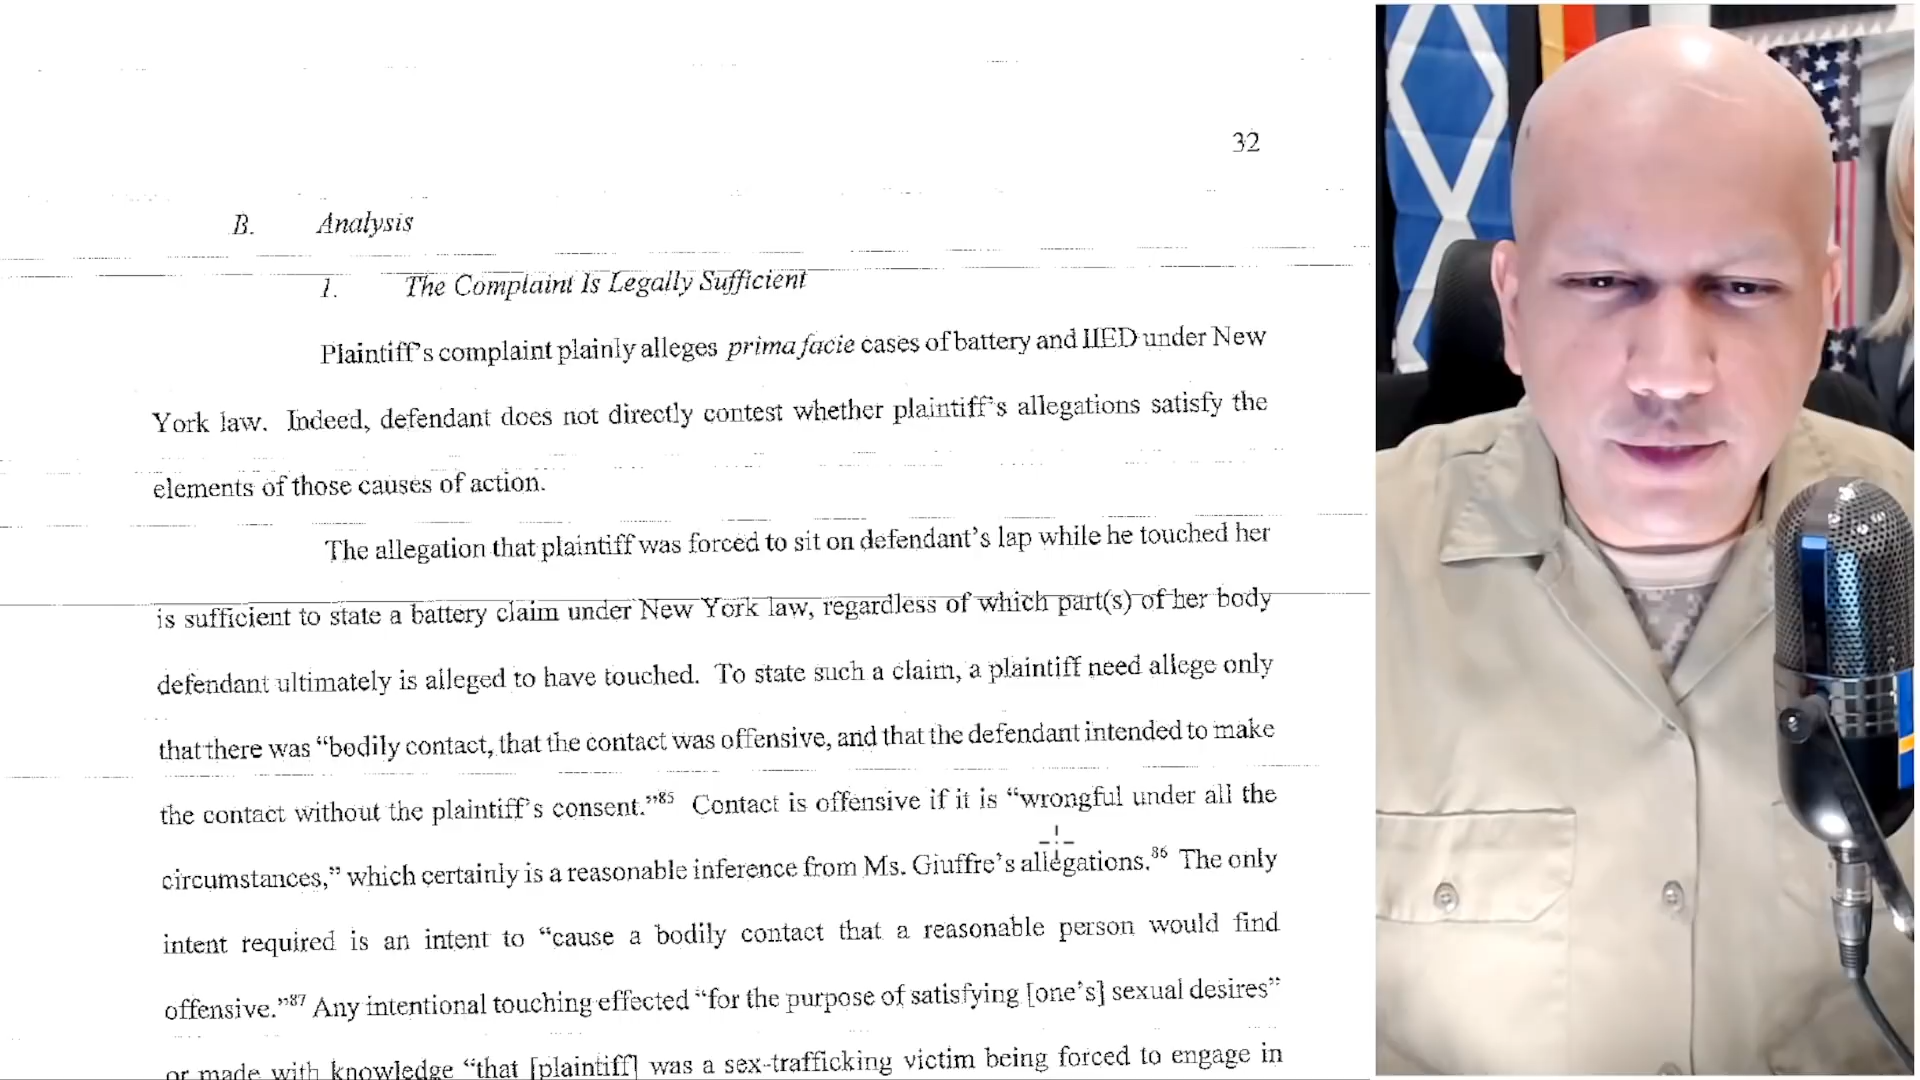 32
B. Analysis
1. The Complaint Is Legally Sufficient
Plaintiff's complaint plainly alleges prima facie cases of battery and IIED under New
York law. Indeed, defendant does not directly contest whether plaintiff's allegations satisfy the
elements of those causes of action.
The allegation that plaintiff was forced to sit on defendant's lap while he touched her
is sufficient to state a battery claim under New York law, regardless of which part(s) of her body
defendant ultimately is alleged to have touched. To state such a claim, a plaintiff need allege only
that there was “bodily contact, that the contact was offensive, and that the defendant intended to make
the contact without the plaintiff's consent.”85 Contact is offensive if it is “wrongful under all the
circumstances,” which certainly is a reasonable inference from Ms. Giuffre's allegations.86 The only
intent required is an intent to “cause a bodily contact that a reasonable person would find
offensive.”87 Any intentional touching effected “for the purpose of satisfying [one's] sexual desires”
or made with knowledge “that [plaintiff] was a sex-trafficking victim being forced to engage in